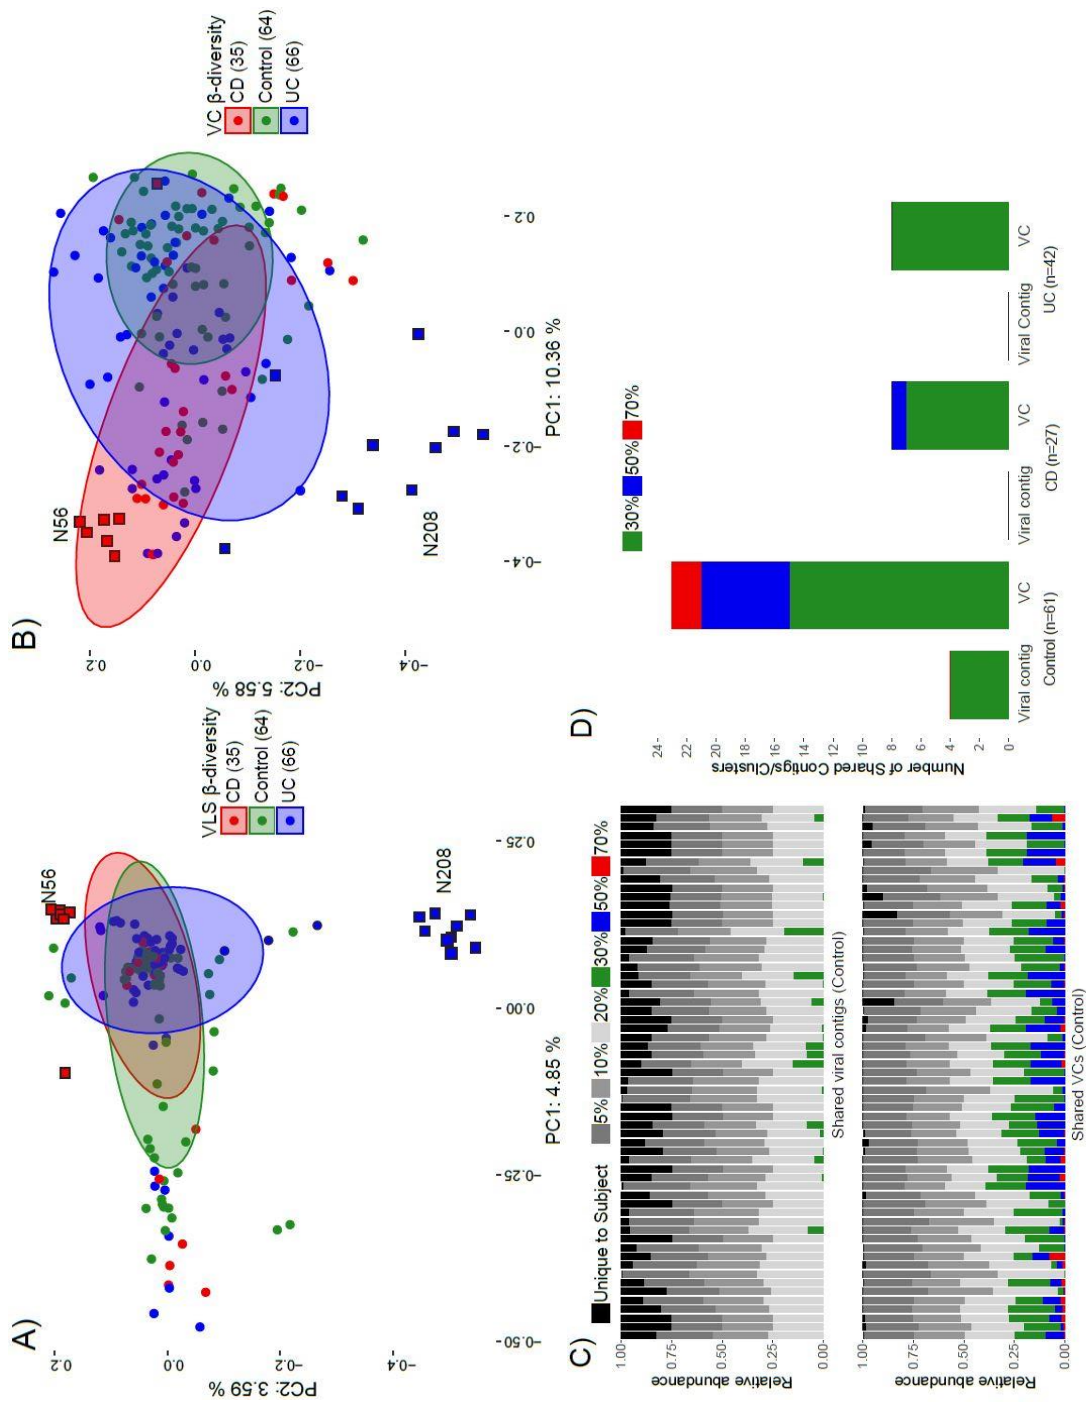 A)
VLS β-diversity
CD (35)
Control (64)
UC (66)
N56
N208
PC2: 3.59 %
0.2
0.0
-0.2
-0.4
-0.50
-0.25
0.00
0.25
PC1: 4.85 %
B)
VC β-diversity
CD (35)
Control (64)
UC (66)
N56
N208
PC2: 5.58 %
0.2
0.0
-0.2
-0.4
-0.4
-0.2
0.0
0.2
PC1: 10.36 %
C)
Unique to Subject 5% 10% 20% 30% 50% 70%
Relative abundance
1.00
0.75
0.50
0.25
0.00
Shared viral contigs (Control)
Relative abundance
1.00
0.75
0.50
0.25
0.00
Shared VCs (Control)
D)
30% 50% 70%
Number of Shared Contigs/Clusters
24
22
20
18
16
14
12
10
8
6
4
2
0
Viral contig VC Viral contig VC Viral Contig VC
Control (n=61) CD (n=27) UC (n=42)